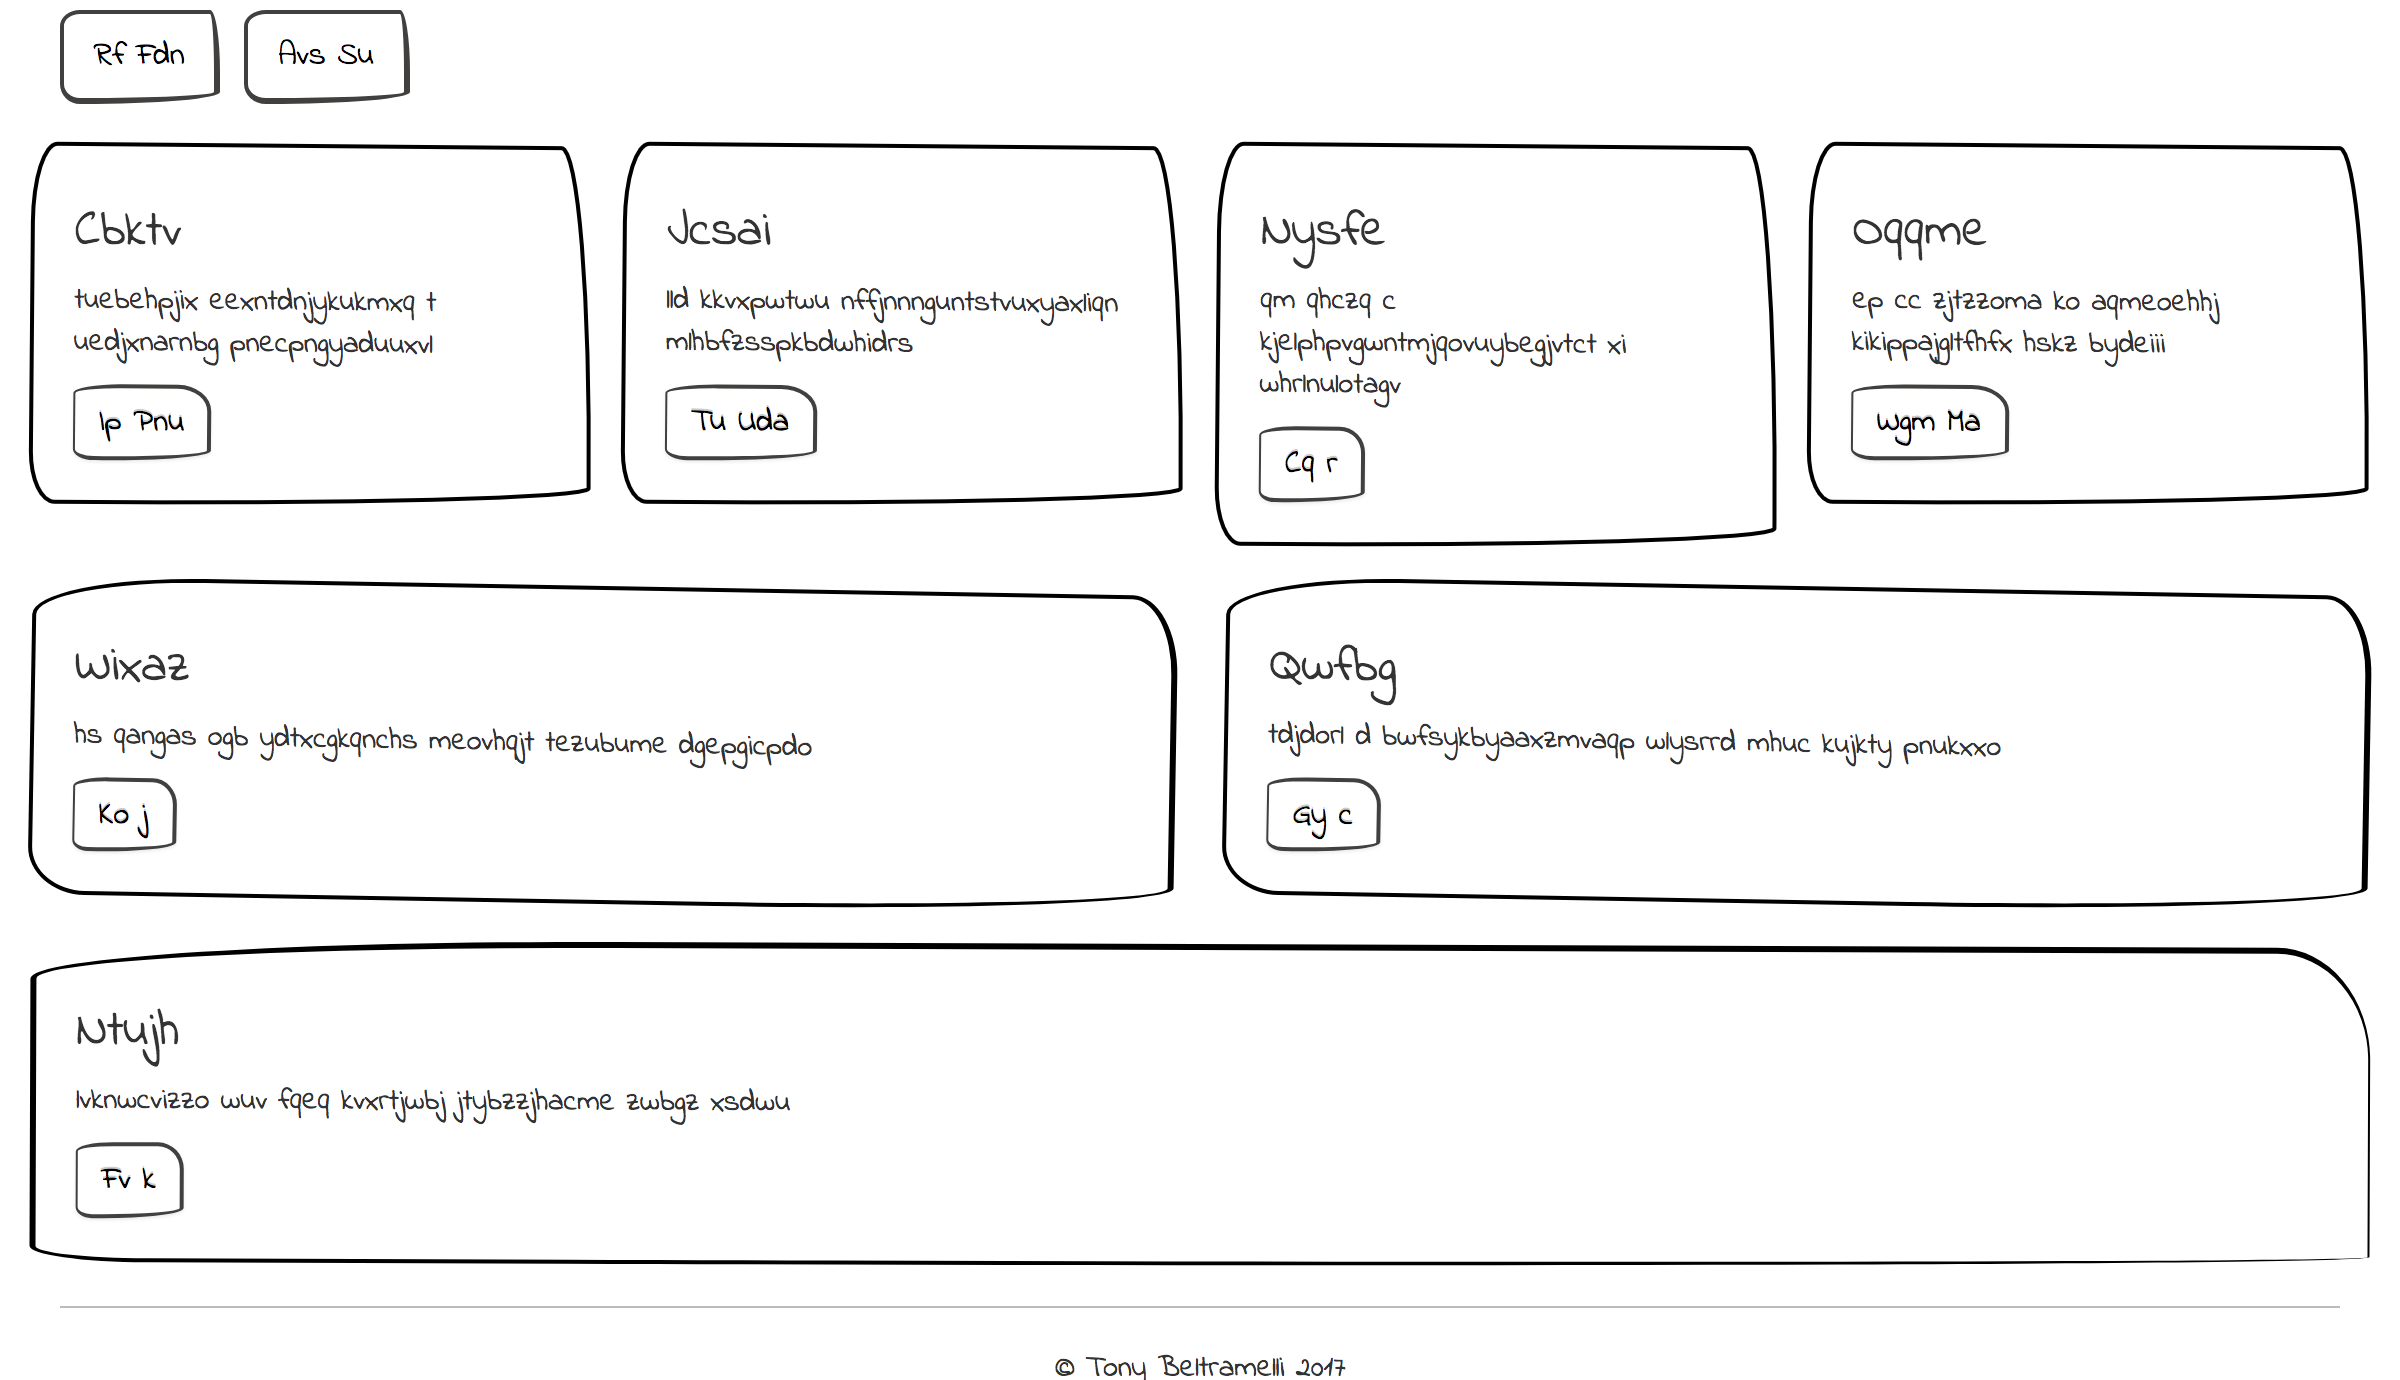 Rf Fdn
Avs Su
Cbktv
tuebehpjix eexntdnjykukmxq t
uedjxnarnbg pnecpngyaduuxvl
Ip Pnu
Jcsai
lld kkvxpwtwu nffjnnnguntstvuxyaxliqn
mlhbfzsspkbdwhidrs
Tu Uda
Nysfe
qm qhczq c
kjelphpvgwntmjqovuybegjvtct xi
whrlnulotagv
Cq r
Oqqme
ep cc zjtzzoma ko aqmeoehhj
kikippajgltfhfx hskz bydeiii
Wgm Ma
Wixaz
hs qangas ogb ydtxcgkqnchs meovhqjt tezubume dgepgicpdo
Ko j
Qwfbg
tdjdorl d bwfsykbyaaxzmvaqp wlysrrd mhuc kujkty pnukxxo
Gy c
Ntujh
lvknwcvizzo wuv fqeq kvxrtjwbj jtybzzjhacme zwbgz xsdwu
Fv k
© Tony Beltramelli 2017